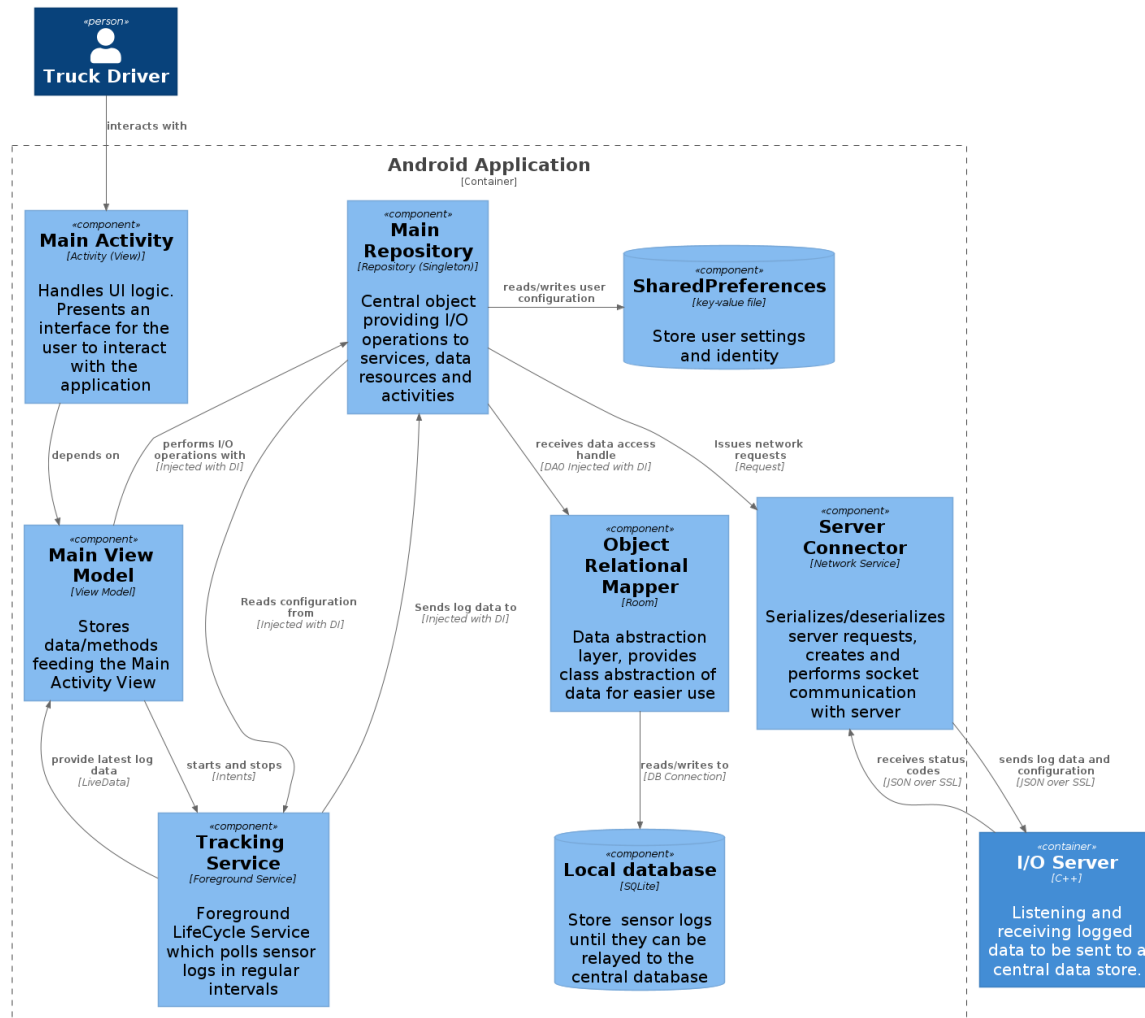 «person»
Truck Driver
interacts with
Android Application
[Container]
«component»
Main Activity
[Activity (View)]
Handles UI logic.
Presents an
interface for the
user to interact
with the
application
«component»
Main
Repository
[Repository (Singleton)]
Central object
providing I/O
operations to
services, data
resources and
activities
reads/writes user
configuration
«component»
SharedPreferences
[key-value file]
Store user settings
and identity
depends on
performs I/O
operations with
[Injected with DI]
receives data access
handle
[DAO Injected with DI]
Issues network
requests
[Request]
«component»
Main View
Model
[View Model]
Stores
data/methods
feeding the Main
Activity View
Reads configuration
from
[Injected with DI]
Sends log data to
[Injected with DI]
«component»
Object
Relational
Mapper
[Room]
Data abstraction
layer, provides
class abstraction of
data for easier use
«component»
Server
Connector
[Network Service]
Serializes/deserializes
server requests,
creates and
performs socket
communication
with server
provide latest log
data
[LiveData]
starts and stops
[Intents]
reads/writes to
[DB Connection]
receives status
codes
[JSON over SSL]
sends log data and
configuration
[JSON over SSL]
«component»
Tracking
Service
[Foreground Service]
Foreground
LifeCycle Service
which polls sensor
logs in regular
intervals
«component»
Local database
[SQLite]
Store sensor logs
until they can be
relayed to the
central database
«container»
I/O Server
[C++]
Listening and
receiving logged
data to be sent to a
central data store.